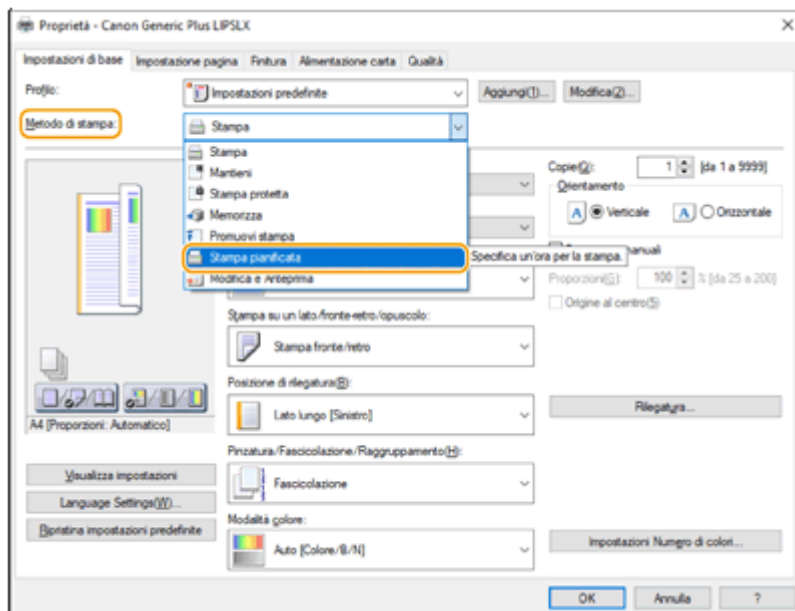 Proprietà - Canon Generic Plus LIPSLX
Impostazioni di base Impostazione pagina Finitura Alimentazione carta Qualità
Profilo: Impostazioni predefinite Aggiungi(1)... Modifica(2)...
Metodo di stampa: Stampa
Stampa
Mantieni
Stampa protetta
Memorizza
Promuovi stampa
Stampa pianificata
Specifica un'ora per la stampa.
Modifica e Anteprima
Copie(Q): 1 [da 1 a 9999]
Orientamento
A Verticale A Orizzontale
manuali
Proporzioni(G): 100 % [da 25 a 200]
Origine al centro(5)
Stampa su un lato/fronte-retro/opuscolo:
Stampa fronte/retro
Posizione di rilegatura(B):
Lato lungo [Sinistro]
Rilegatura...
A4 [Proporzioni: Automatico]
Pinzatura/Fascicolazione/Raggruppamento(H):
Fascicolazione
Visualizza impostazioni
Language Settings(W)...
Ripristina impostazioni predefinite
Modalità colore:
Auto [Colore/B/N]
Impostazioni Numero di colori...
OK Annulla ?